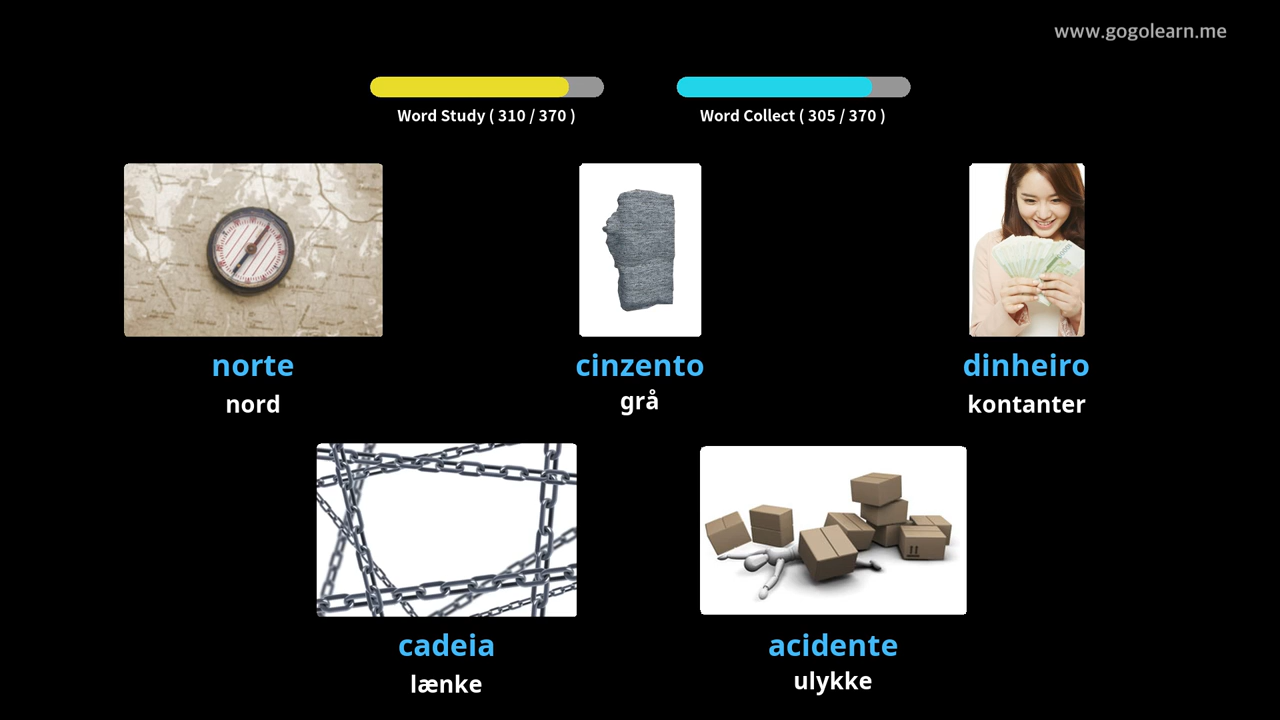 www.gogolearn.me
Word Study ( 310 / 370 )
Word Collect ( 305 / 370 )
norte
nord
cinzento
grå
dinheiro
kontanter
cadeia
lænke
acidente
ulykke